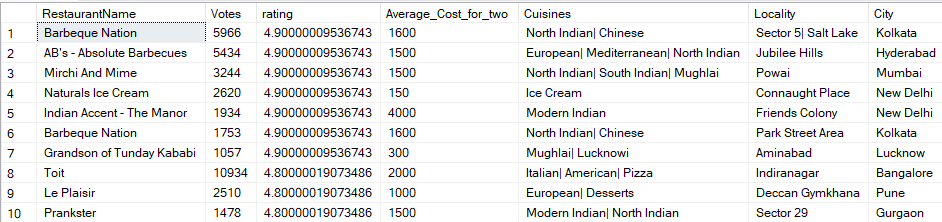 RestaurantName Votes rating Average_Cost_for_two Cuisines Locality City
1 Barbeque Nation 5966 4.90000009536743 1600 North Indian| Chinese Sector 5| Salt Lake Kolkata
2 AB's - Absolute Barbecues 5434 4.90000009536743 1500 European| Mediterranean| North Indian Jubilee Hills Hyderabad
3 Mirchi And Mime 3244 4.90000009536743 1500 North Indian| South Indian| Mughlai Powai Mumbai
4 Naturals Ice Cream 2620 4.90000009536743 150 Ice Cream Connaught Place New Delhi
5 Indian Accent - The Manor 1934 4.90000009536743 4000 Modern Indian Friends Colony New Delhi
6 Barbeque Nation 1753 4.90000009536743 1600 North Indian| Chinese Park Street Area Kolkata
7 Grandson of Tunday Kababi 1057 4.90000009536743 300 Mughlai| Lucknowi Aminabad Lucknow
8 Toit 10934 4.80000019073486 2000 Italian| American| Pizza Indiranagar Bangalore
9 Le Plaisir 2510 4.80000019073486 1000 European| Desserts Deccan Gymkhana Pune
10 Prankster 1478 4.80000019073486 1500 Modern Indian| North Indian Sector 29 Gurgaon